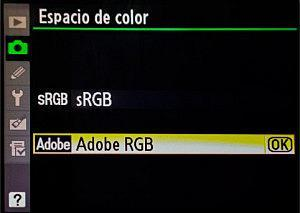 Espacio de color
sRGB sRGB
Adobe Adobe RGB OK
?